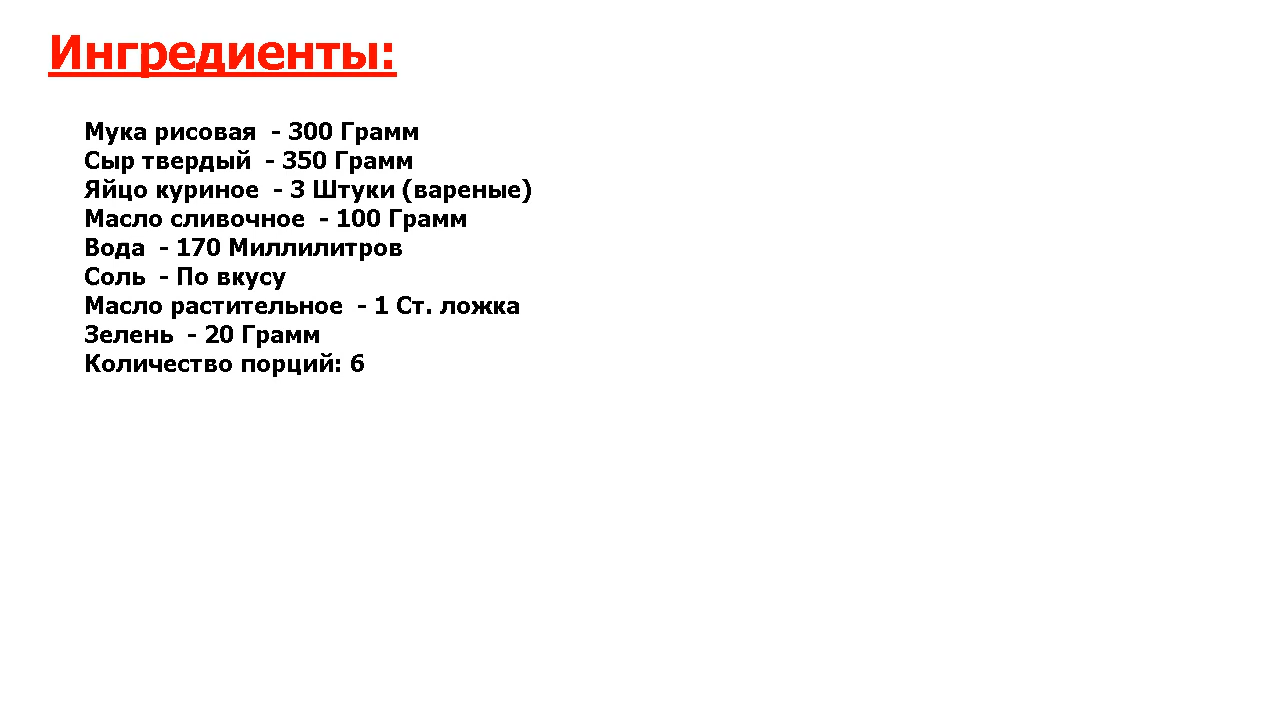 Ингредиенты:
Мука рисовая  - 300 Грамм
Сыр твердый  - 350 Грамм
Яйцо куриное  - 3 Штуки (вареные)
Масло сливочное  - 100 Грамм
Вода  - 170 Миллилитров
Соль  - По вкусу
Масло растительное  - 1 Ст. ложка
Зелень  - 20 Грамм
Количество порций: 6